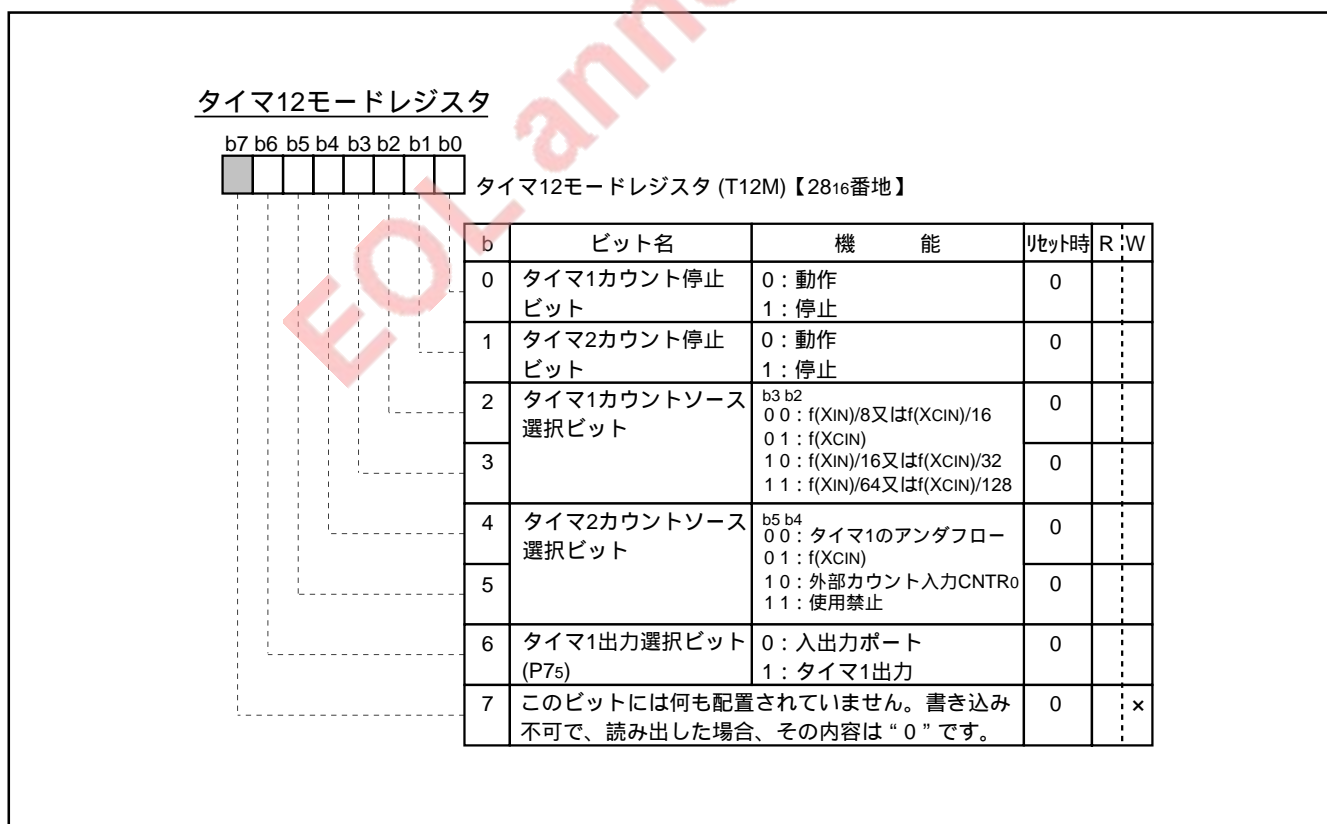 EOL ann
タイマ12モードレジスタ
b7 b6 b5 b4 b3 b2 b1 b0
タイマ12モードレジスタ (T12M)【2816番地】
b ビット名 機 能 リセット時 R W
0 タイマ1カウント停止 0：動作 0
ビット 1：停止
1 タイマ2カウント停止 0：動作 0
ビット 1：停止
2 タイマ1カウントソース b3 b2 0
選択ビット 0 0：f(XIN)/8又はf(XCIN)/16
0 1：f(XCIN)
3 1 0：f(XIN)/16又はf(XCIN)/32 0
1 1：f(XIN)/64又はf(XCIN)/128
4 タイマ2カウントソース b5 b4 0
選択ビット 0 0：タイマ1のアンダフロー
0 1：f(XCIN)
5 1 0：外部カウント入力CNTR0 0
1 1：使用禁止
6 タイマ1出力選択ビット 0：入出力ポート 0
(P75) 1：タイマ1出力
7 このビットには何も配置されていません。書き込み 0 ×
不可で、読み出した場合、その内容は“0”です。